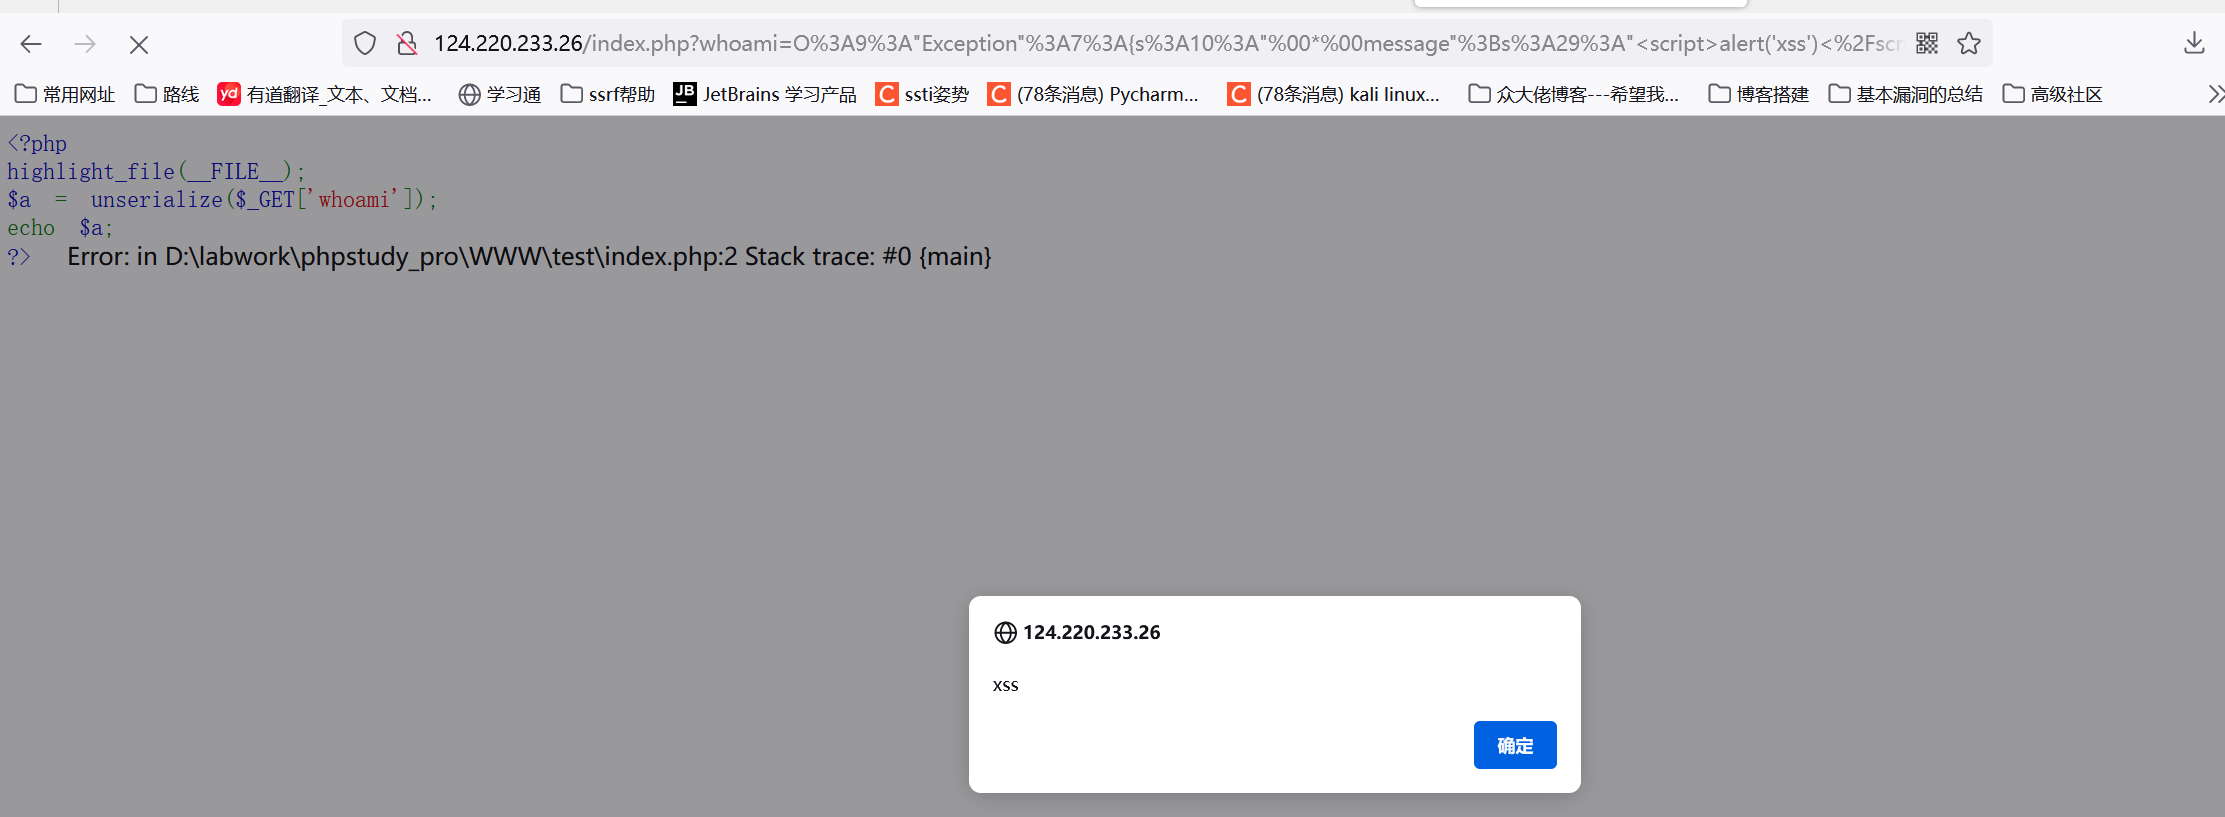 124.220.233.26/index.php?whoami=O%3A9%3A"Exception"%3A7%3A{s%3A10%3A"%00*%00message"%3Bs%3A29%3A"<script>alert('xss')<%2Fscr
常用网址 路线 yd 有道翻译_文本、文档... 学习通 ssrf帮助 JB JetBrains 学习产品 C ssti姿势 C (78条消息) Pycharm... C (78条消息) kali linux... 众大佬博客---希望我... 博客搭建 基本漏洞的总结 高级社区
<?php
highlight_file(__FILE__);
$a = unserialize($_GET['whoami']);
echo $a;
?> Error: in D:\labwork\phpstudy_pro\WWW\test\index.php:2 Stack trace: #0 {main}
124.220.233.26
xss
确定